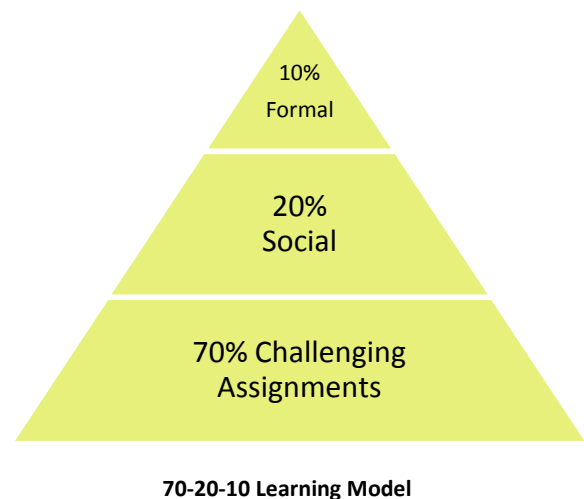 10%
Formal
20%
Social
70% Challenging
Assignments
70-20-10 Learning Model